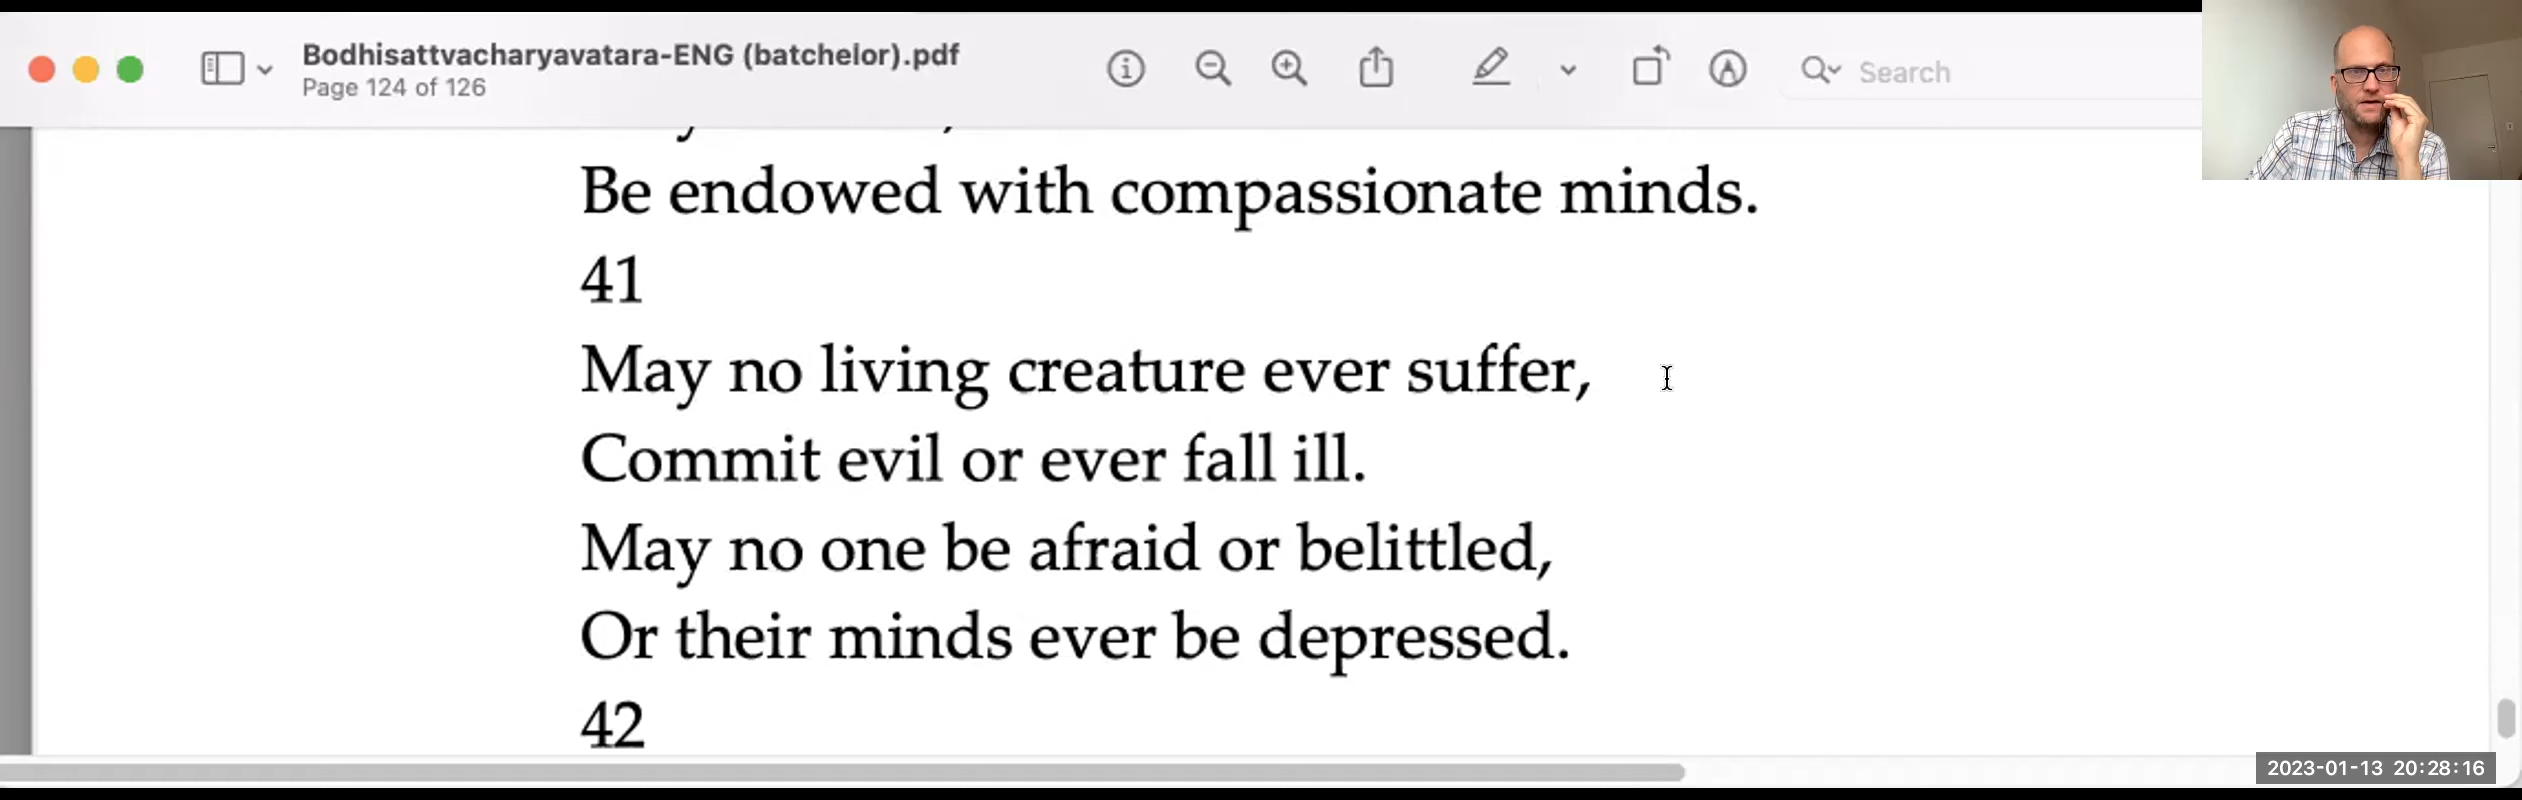 Bodhisattvacharyavatara-ENG (batchelor).pdf
Page 124 of 126
Search
Be endowed with compassionate minds.
41
May no living creature ever suffer,
Commit evil or ever fall ill.
May no one be afraid or belittled,
Or their minds ever be depressed.
42
2023-01-13 20:28:16